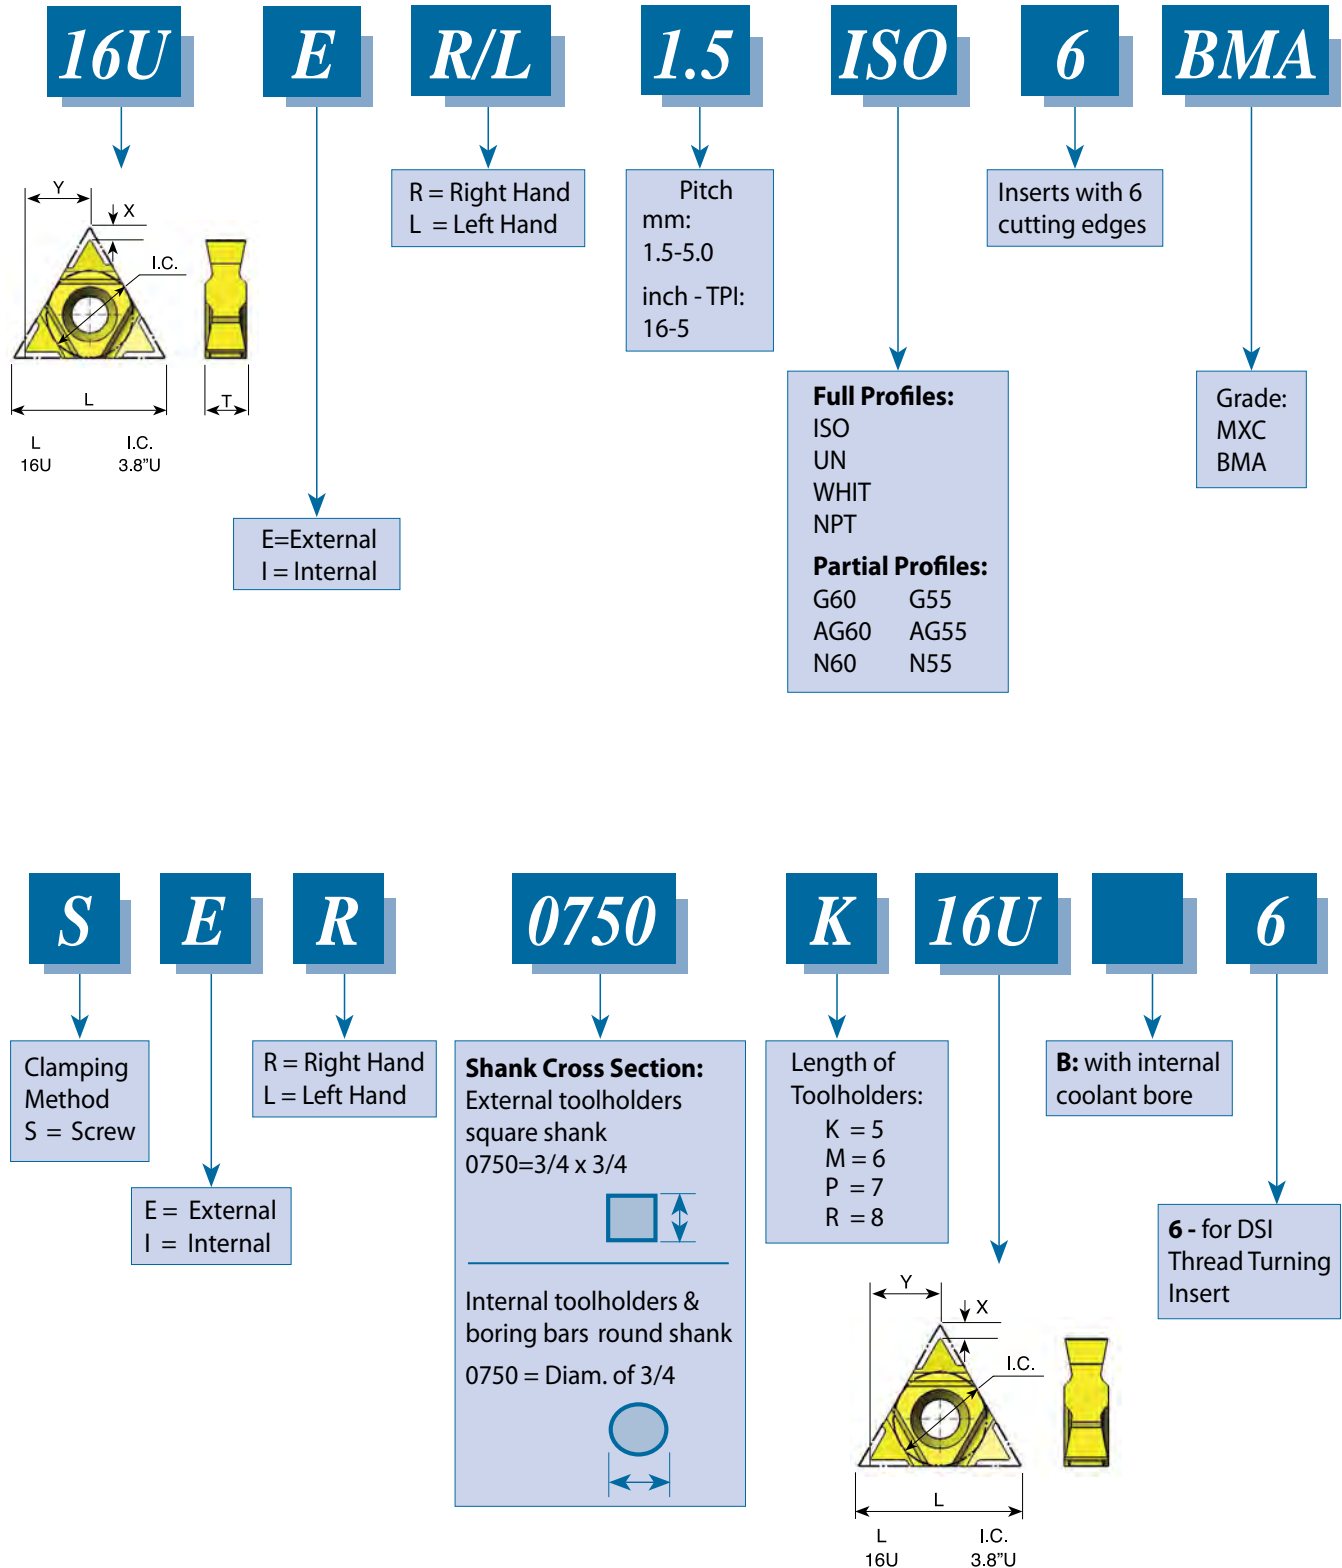 16U E R/L 1.5 ISO 6 BMA
Y
X
I.C.
L
T
L I.C.
16U 3.8”U
E=External
I = Internal
R = Right Hand
L = Left Hand
Pitch
mm:
1.5-5.0
inch - TPI:
16-5
Full Profiles:
ISO
UN
WHIT
NPT
Partial Profiles:
G60 G55
AG60 AG55
N60 N55
Inserts with 6
cutting edges
Grade:
MXC
BMA
S E R 0750 K 16U 6
Clamping
Method
S = Screw
E = External
I = Internal
R = Right Hand
L = Left Hand
Shank Cross Section:
External toolholders
square shank
0750=3/4 x 3/4
Internal toolholders &
boring bars round shank
0750 = Diam. of 3/4
Length of
Toolholders:
K = 5
M = 6
P = 7
R = 8
Y
X
I.C.
L
L I.C.
16U 3.8”U
B: with internal
coolant bore
6 - for DSI
Thread Turning
Insert